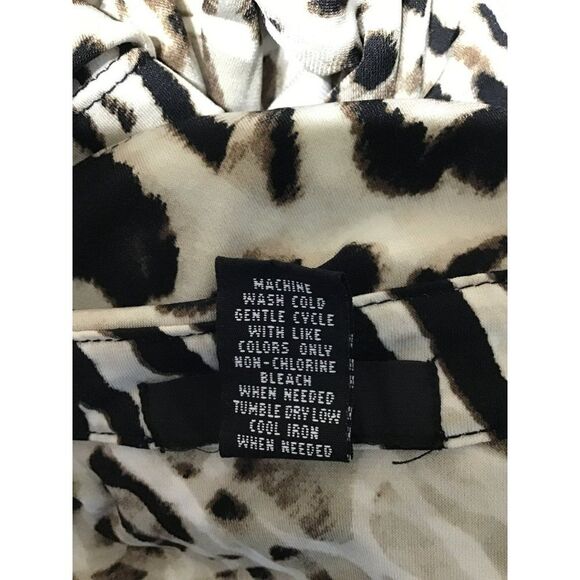 MACHINE
WASH COLD
GENTLE CYCLE
WITH LIKE
COLORS ONLY
NON-CHLORINE
BLEACH
WHEN NEEDED
TUMBLE DRY LOW
COOL IRON
WHEN NEEDED